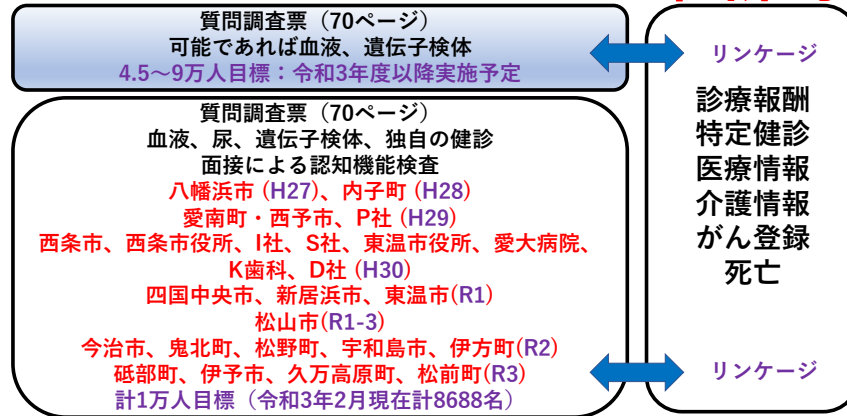 質問調査票（70ページ）
可能であれば血液、遺伝子検体
4.5～9万人目標：令和3年度以降実施予定
質問調査票（70ページ）
血液、尿、遺伝子検体、独自の健診
面接による認知機能検査
八幡浜市 (H27)、内子町 (H28)
愛南町・西予市、P社 (H29)
西条市、西条市役所、I社、S社、東温市役所、愛大病院、
K歯科、D社 (H30)
四国中央市、新居浜市、東温市(R1)
松山市(R1-3)
今治市、鬼北町、松野町、宇和島市、伊方町(R2)
砥部町、伊予市、久万高原町、松前町(R3)
計1万人目標（令和3年2月現在計8688名）
リンケージ
診療報酬
特定健診
医療情報
介護情報
がん登録
死亡
リンケージ